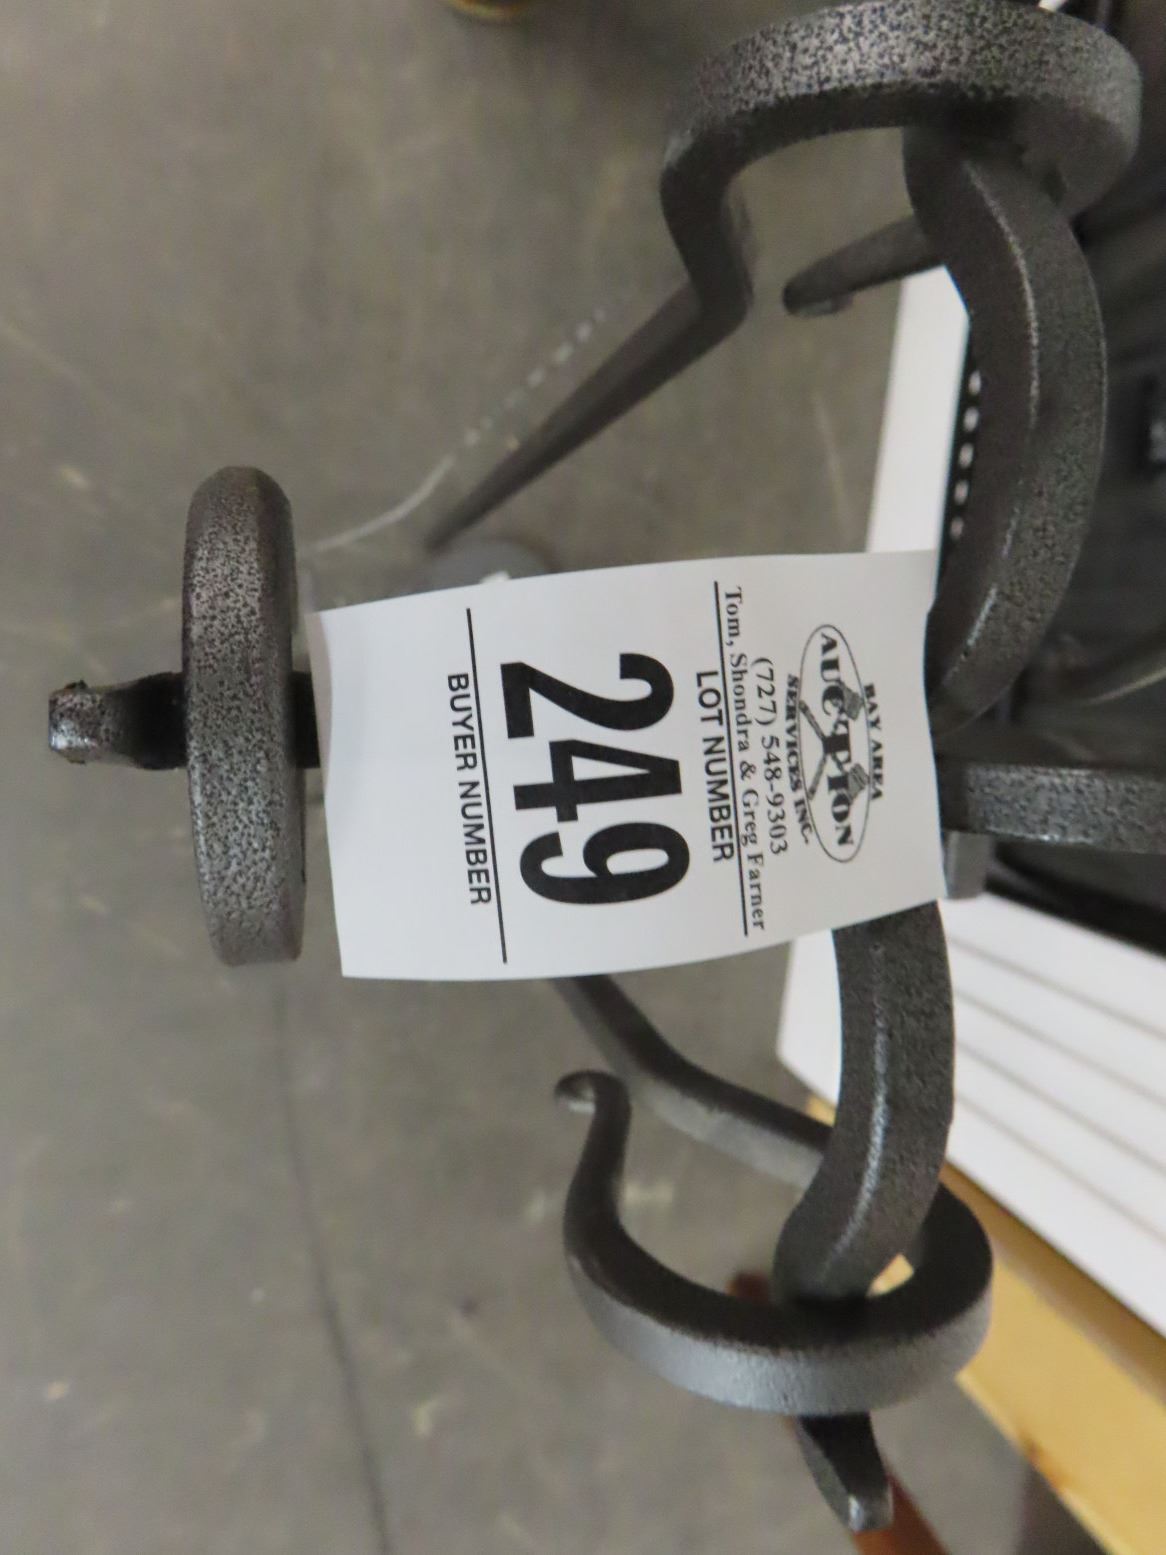 BAY AREA
AUCTION
SERVICES INC.
(727) 548-9303
Tom, Shondra & Greg Farner
LOT NUMBER
249
BUYER NUMBER